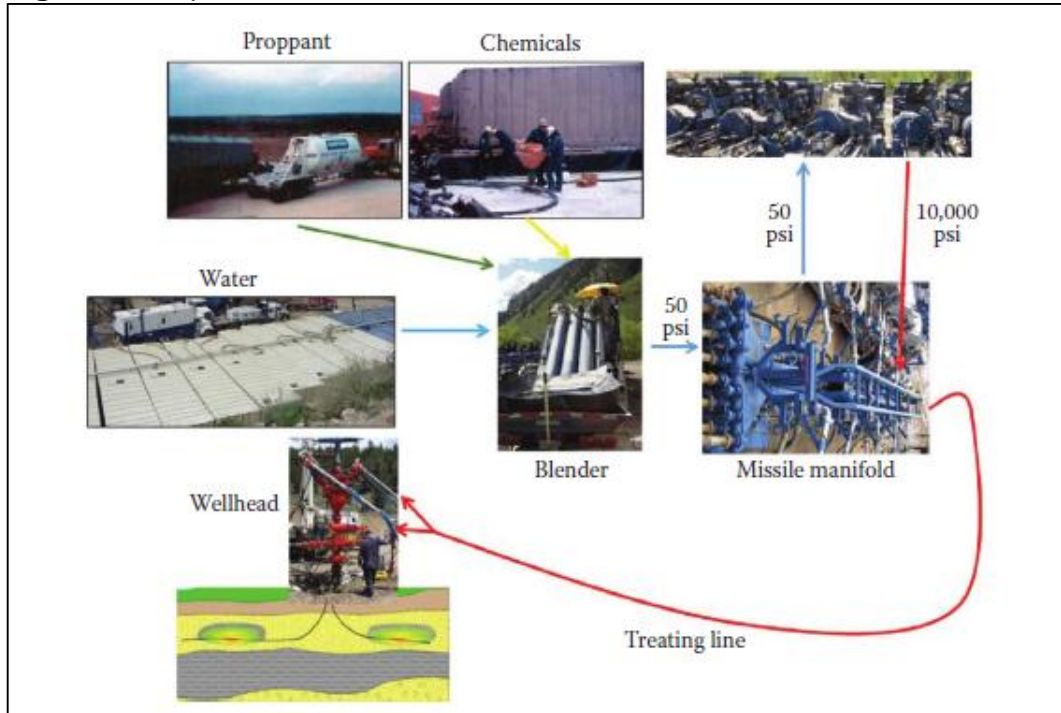 Proppant
Chemicals
50
psi
10,000
psi
Water
50
psi
Blender
Missile manifold
Wellhead
Treating line